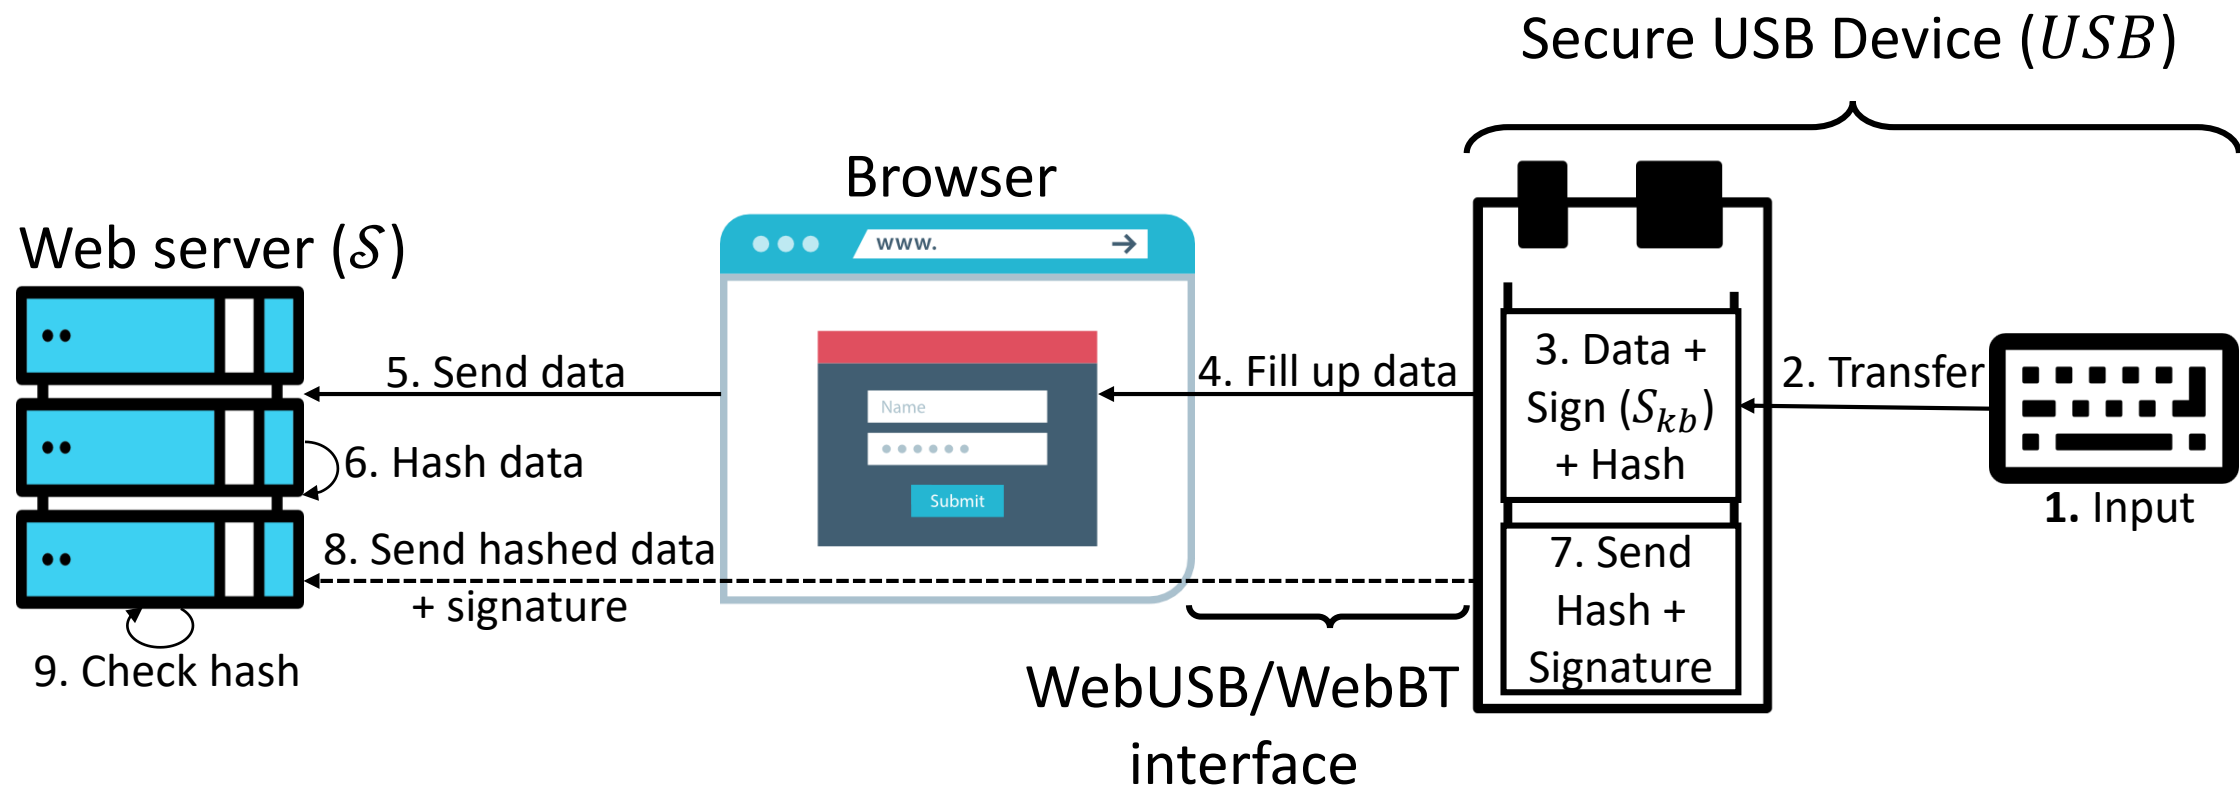 Secure USB Device (USB)
Browser
Web server (𝒮)
www.
5. Send data
4. Fill up data
3. Data +
Sign (S_kb)
+ Hash
2. Transfer
Name
Submit
6. Hash data
1. Input
8. Send hashed data
+ signature
7. Send
Hash +
Signature
9. Check hash
WebUSB/WebBT
interface